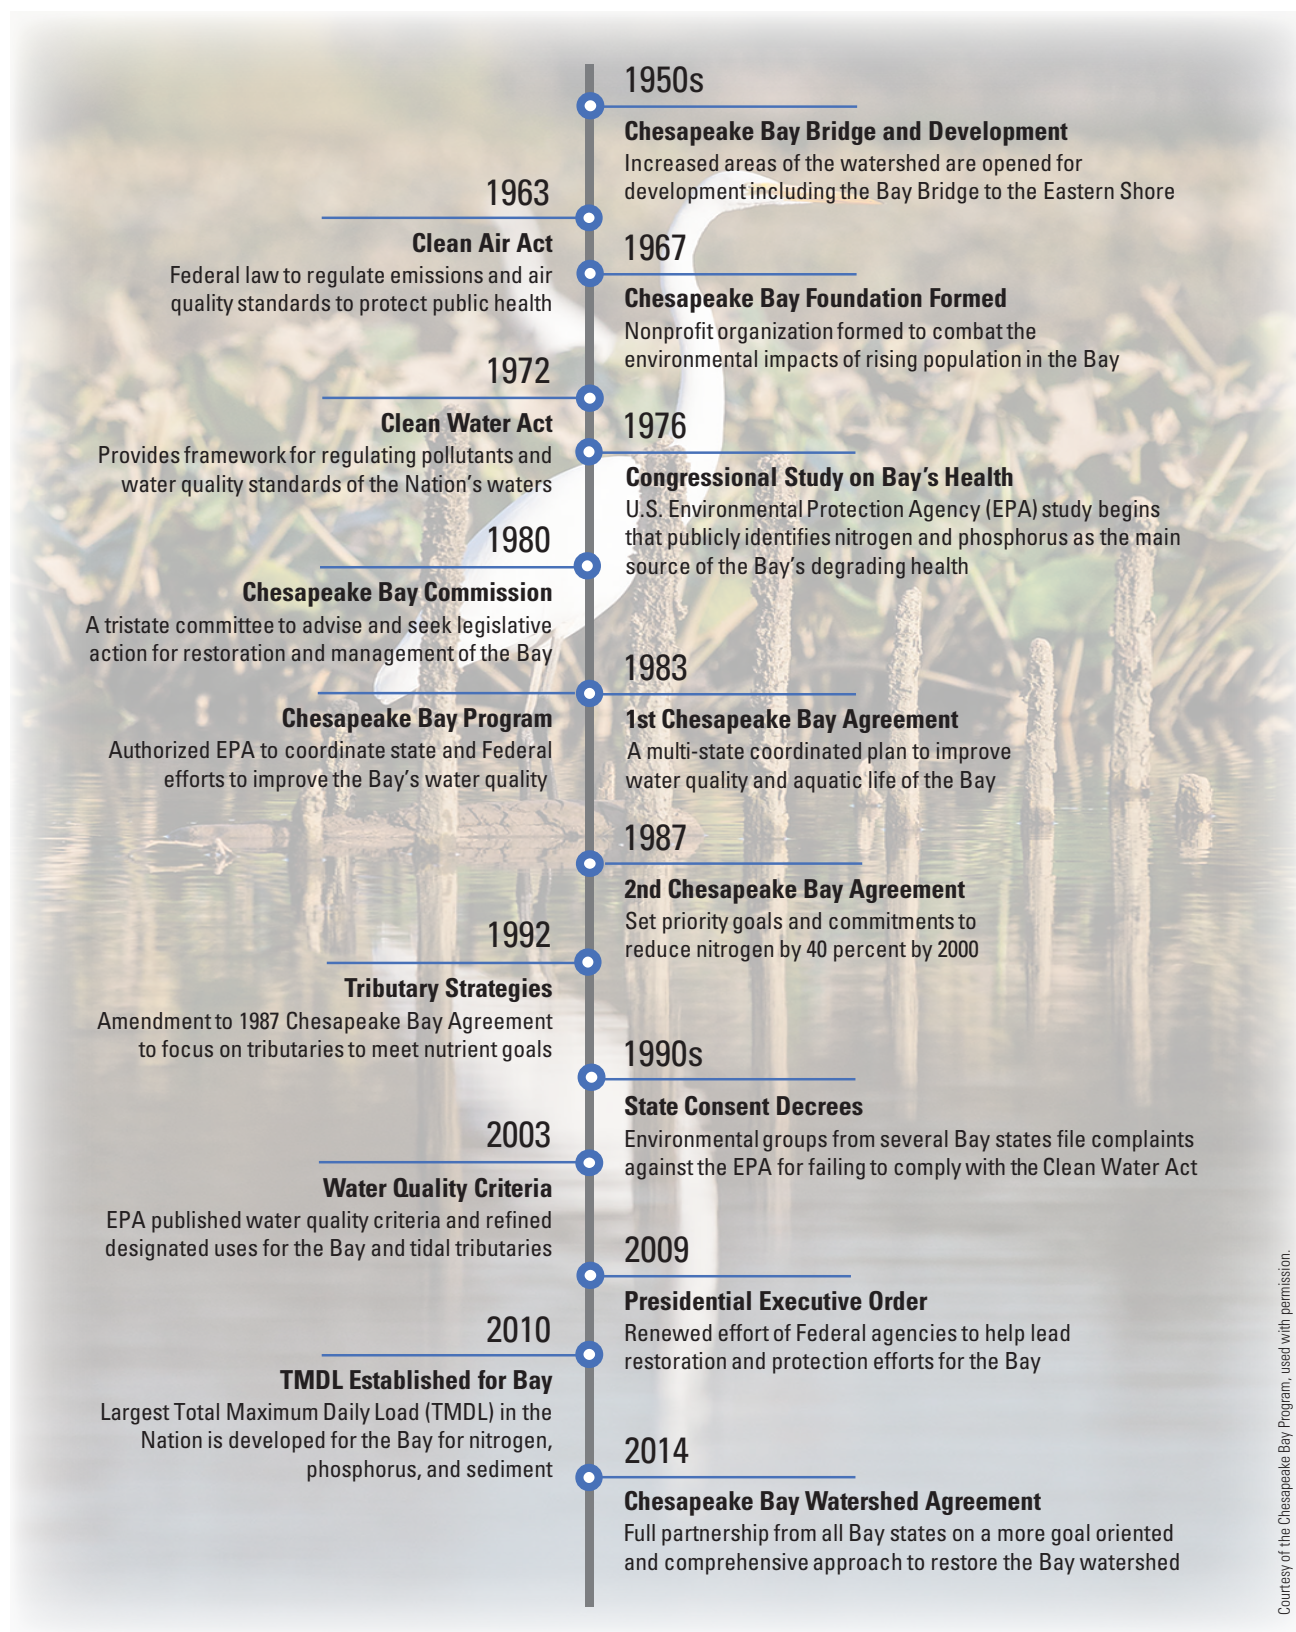 1950s
Chesapeake Bay Bridge and Development
Increased areas of the watershed are opened for
development including the Bay Bridge to the Eastern Shore
1963
Clean Air Act
Federal law to regulate emissions and air
quality standards to protect public health
1967
Chesapeake Bay Foundation Formed
Nonprofit organization formed to combat the
environmental impacts of rising population in the Bay
1972
Clean Water Act
Provides framework for regulating pollutants and
water quality standards of the Nation's waters
1976
Congressional Study on Bay's Health
U.S. Environmental Protection Agency (EPA) study begins
that publicly identifies nitrogen and phosphorus as the main
source of the Bay's degrading health
1980
Chesapeake Bay Commission
A tristate committee to advise and seek legislative
action for restoration and management of the Bay
1983
Chesapeake Bay Program
Authorized EPA to coordinate state and Federal
efforts to improve the Bay's water quality
1st Chesapeake Bay Agreement
A multi-state coordinated plan to improve
water quality and aquatic life of the Bay
1987
2nd Chesapeake Bay Agreement
Set priority goals and commitments to
reduce nitrogen by 40 percent by 2000
1992
Tributary Strategies
Amendment to 1987 Chesapeake Bay Agreement
to focus on tributaries to meet nutrient goals
1990s
State Consent Decrees
Environmental groups from several Bay states file complaints
against the EPA for failing to comply with the Clean Water Act
2003
Water Quality Criteria
EPA published water quality criteria and refined
designated uses for the Bay and tidal tributaries
2009
Presidential Executive Order
Renewed effort of Federal agencies to help lead
restoration and protection efforts for the Bay
2010
TMDL Established for Bay
Largest Total Maximum Daily Load (TMDL) in the
Nation is developed for the Bay for nitrogen,
phosphorus, and sediment
2014
Chesapeake Bay Watershed Agreement
Full partnership from all Bay states on a more goal oriented
and comprehensive approach to restore the Bay watershed
Courtesy of the Chesapeake Bay Program, used with permission.